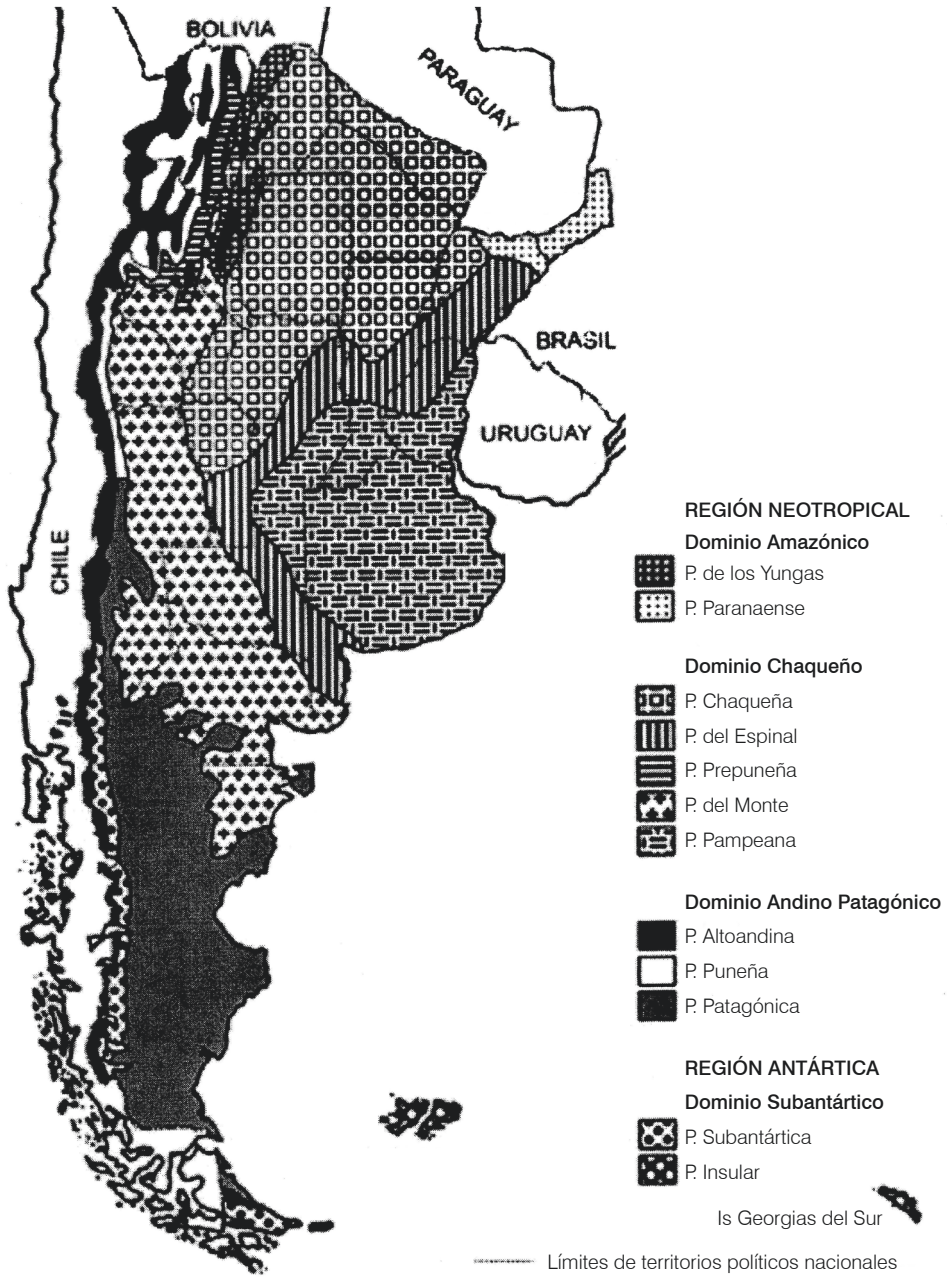 BOLIVIA
PARAGUAY
BRASIL
URUGUAY
CHILE
REGIÓN NEOTROPICAL
Dominio Amazónico
P. de los Yungas
P. Paranaense
Dominio Chaqueño
P. Chaqueña
P. del Espinal
P. Prepuneña
P. del Monte
P. Pampeana
Dominio Andino Patagónico
P. Altoandina
P. Puneña
P. Patagónica
REGIÓN ANTÁRTICA
Dominio Subantártico
P. Subantártica
P. Insular
Is Georgias del Sur
Límites de territorios políticos nacionales